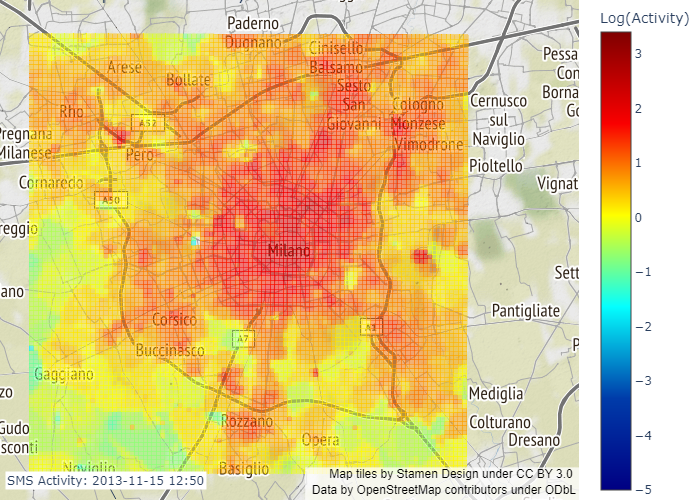 Paderno
Dugnano
Log(Activity)
Cinisello
Balsamo
Arese
Bollate
Sesto
San
Giovanni
Rho
A52
Cologno
Monzese
Cernusco
sul
Naviglio
Pessa
Con
Borna
Go
Pregnana
Milanese
Pero
Vimodrone
Pioltello
Cornaredo
Vignat
A50
reggio
Milano
Sett
ano
Pantigliate
Corsico
A7
A1
Buccinasco
P
Gaggiano
zo
Mediglia
Rozzano
Colturano
Gudo
sconti
Opera
Dresano
Noviglio
Basiglio
3
2
1
0
−1
−2
−3
−4
−5
SMS Activity: 2013-11-15 12:50
Map tiles by Stamen Design under CC BY 3.0
Data by OpenStreetMap contributors under ODbL